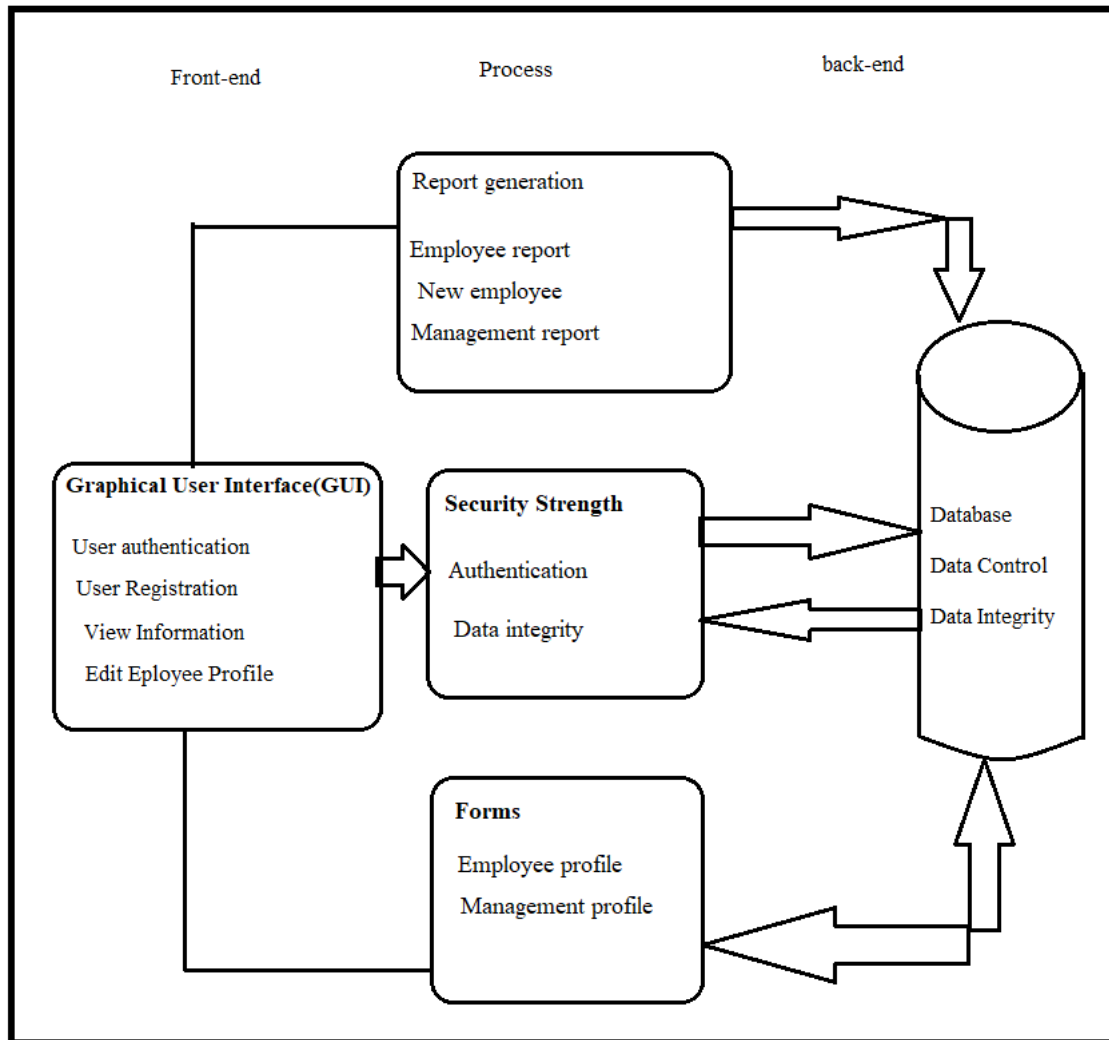 Front-end
Process
back-end
Report generation
Employee report
New employee
Management report
Graphical User Interface(GUI)
User authentication
User Registration
View Information
Edit Eployee Profile
Security Strength
Authentication
Data integrity
Database
Data Control
Data Integrity
Forms
Employee profile
Management profile